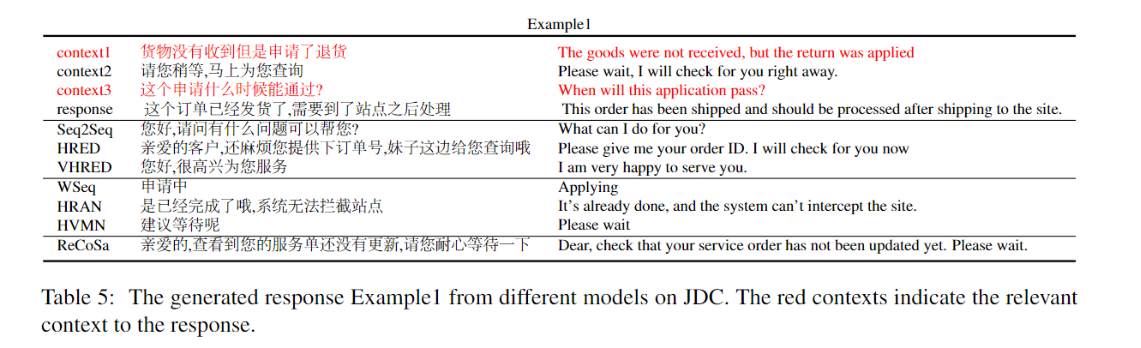 Example1
context1 货物没有收到但是申请了退货 The goods were not received, but the return was applied
context2 请您稍等,马上为您查询 Please wait, I will check for you right away.
context3 这个申请什么时候能通过? When will this application pass?
response 这个订单已经发货了,需要到了站点之后处理 This order has been shipped and should be processed after shipping to the site.
Seq2Seq 您好,请问有什么问题可以帮您? What can I do for you?
HRED 亲爱的客户,还麻烦您提供下订单号,妹子这边给您查询哦 Please give me your order ID. I will check for you now
VHRED 您好,很高兴为您服务 I am very happy to serve you.
WSeq 申请中 Applying
HRAN 是已经完成了哦,系统无法拦截站点 It's already done, and the system can't intercept the site.
HVMN 建议等待呢 Please wait
ReCoSa 亲爱的,查看到您的服务单还没有更新,请您耐心等待一下 Dear, check that your service order has not been updated yet. Please wait.
Table 5: The generated response Example1 from different models on JDC. The red contexts indicate the relevant
context to the response.